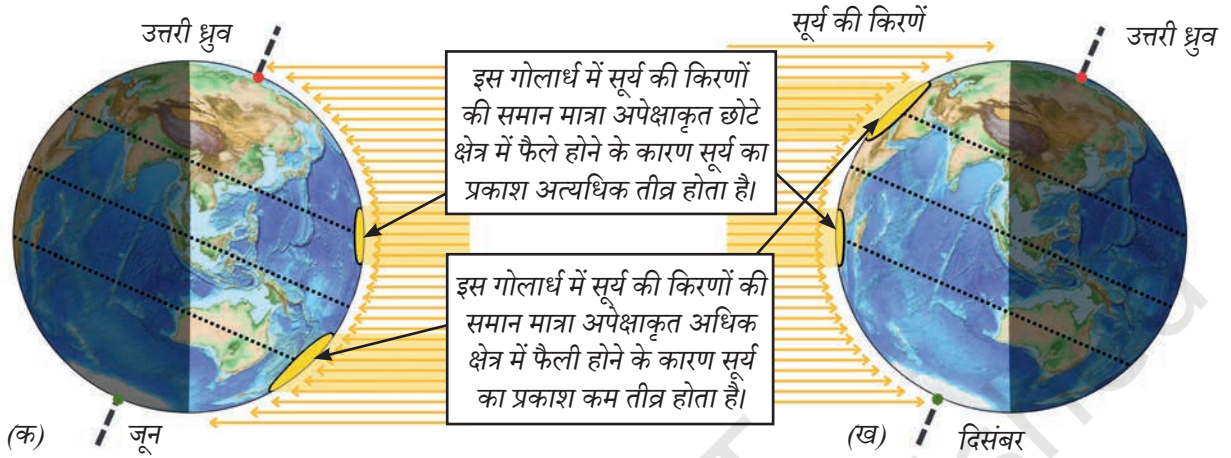 उत्तरी ध्रुव
सूर्य की किरणें
उत्तरी ध्रुव
इस गोलार्ध में सूर्य की किरणों
की समान मात्रा अपेक्षाकृत छोटे
क्षेत्र में फैले होने के कारण सूर्य का
प्रकाश अत्यधिक तीव्र होता है।
इस गोलार्ध में सूर्य की किरणों की
समान मात्रा अपेक्षाकृत अधिक
क्षेत्र में फैली होने के कारण सूर्य
का प्रकाश कम तीव्र होता है।
(क)
जून
(ख)
दिसंबर